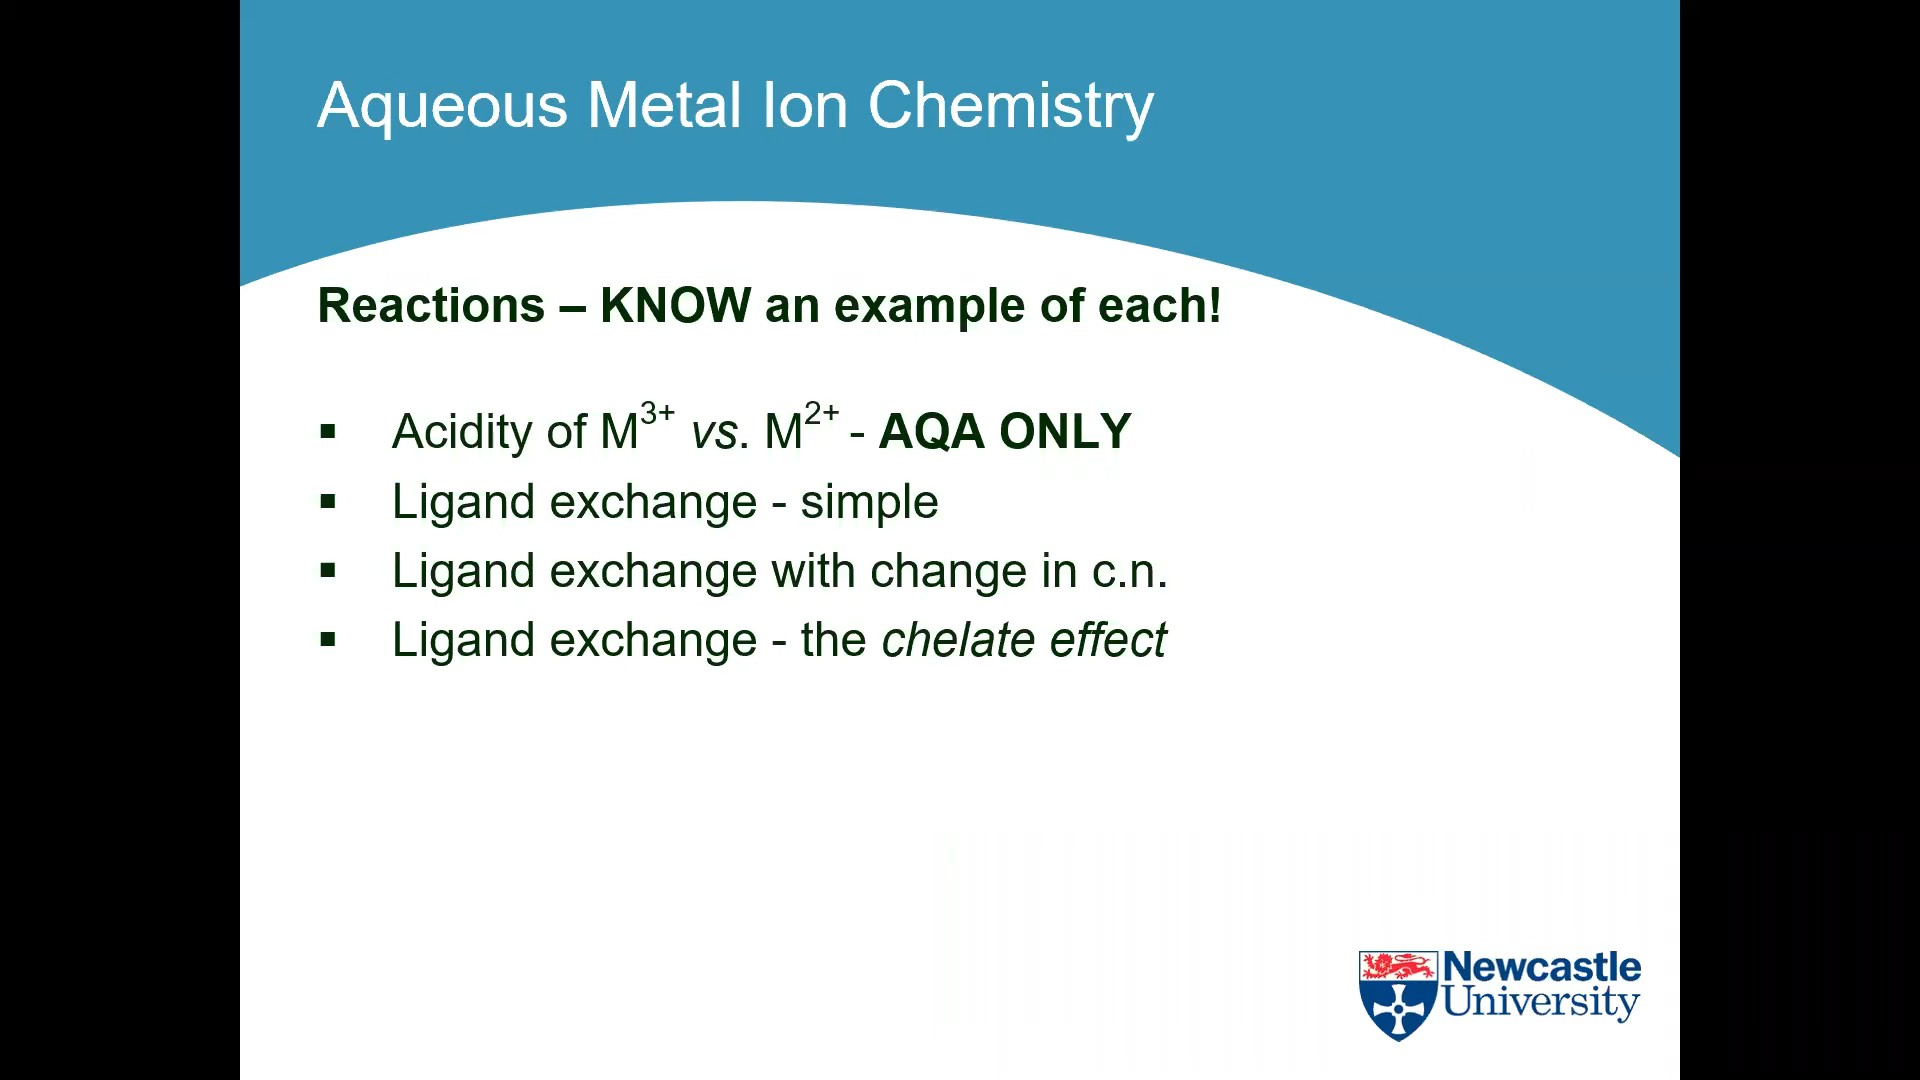 Aqueous Metal Ion Chemistry
Reactions – KNOW an example of each!
▪ Acidity of M³⁺ vs. M²⁺ - AQA ONLY
▪ Ligand exchange - simple
▪ Ligand exchange with change in c.n.
▪ Ligand exchange - the chelate effect
Newcastle
University